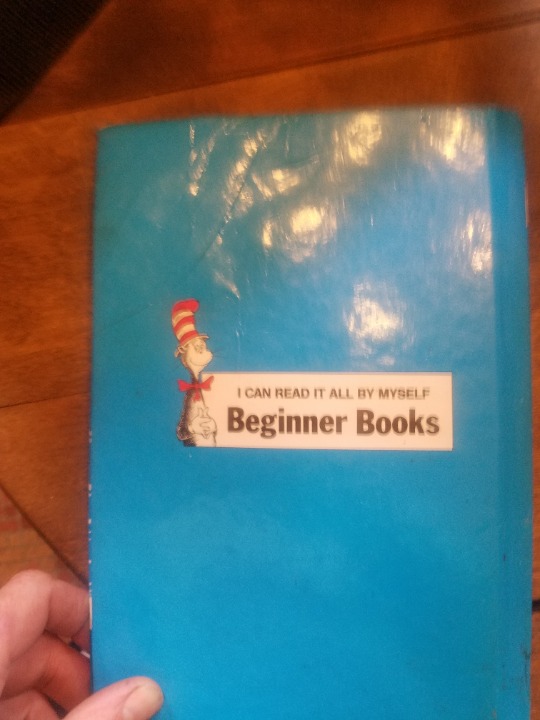 I CAN READ IT ALL BY MYSELF
Beginner Books